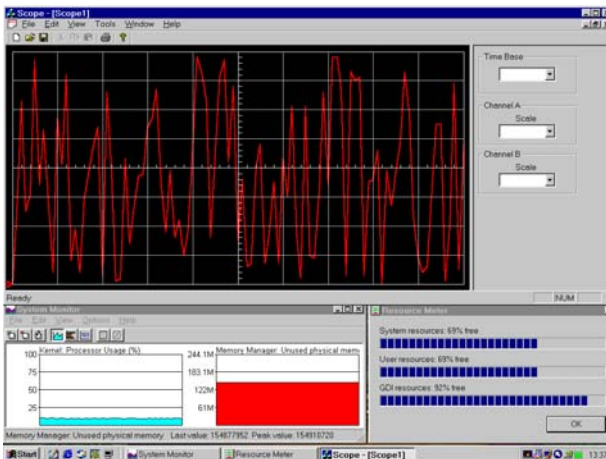 Scope - [Scope1]
File Edit View Tools Window Help
Time Base
Channel A
Scale
Channel B
Scale
Ready
NUM
System Monitor
File Edit View Options Help
Kernel: Processor Usage (%)
100
75
50
25
Memory Manager: Unused physical mem
244.1M
183.1M
122M
61M
Memory Manager: Unused physical memory Last value: 154877952 Peak value: 154910720
Resource Meter
System resources: 69% free
User resources: 69% free
GDI resources: 92% free
OK
Start
System Monitor
Resource Meter
Scope - [Scope1]
13:37